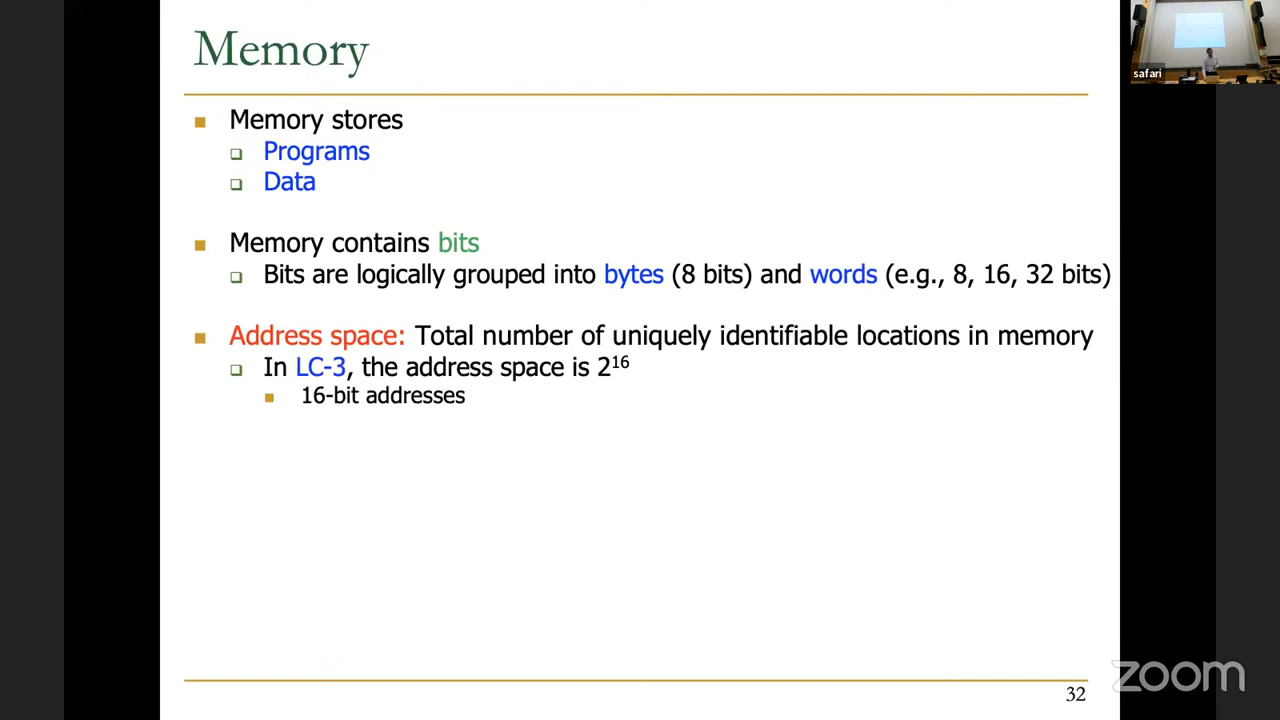 Memory
safari
Memory stores
Programs
Data
Memory contains bits
Bits are logically grouped into bytes (8 bits) and words (e.g., 8, 16, 32 bits)
Address space: Total number of uniquely identifiable locations in memory
In LC-3, the address space is 2¹⁶
16-bit addresses
32
zoom